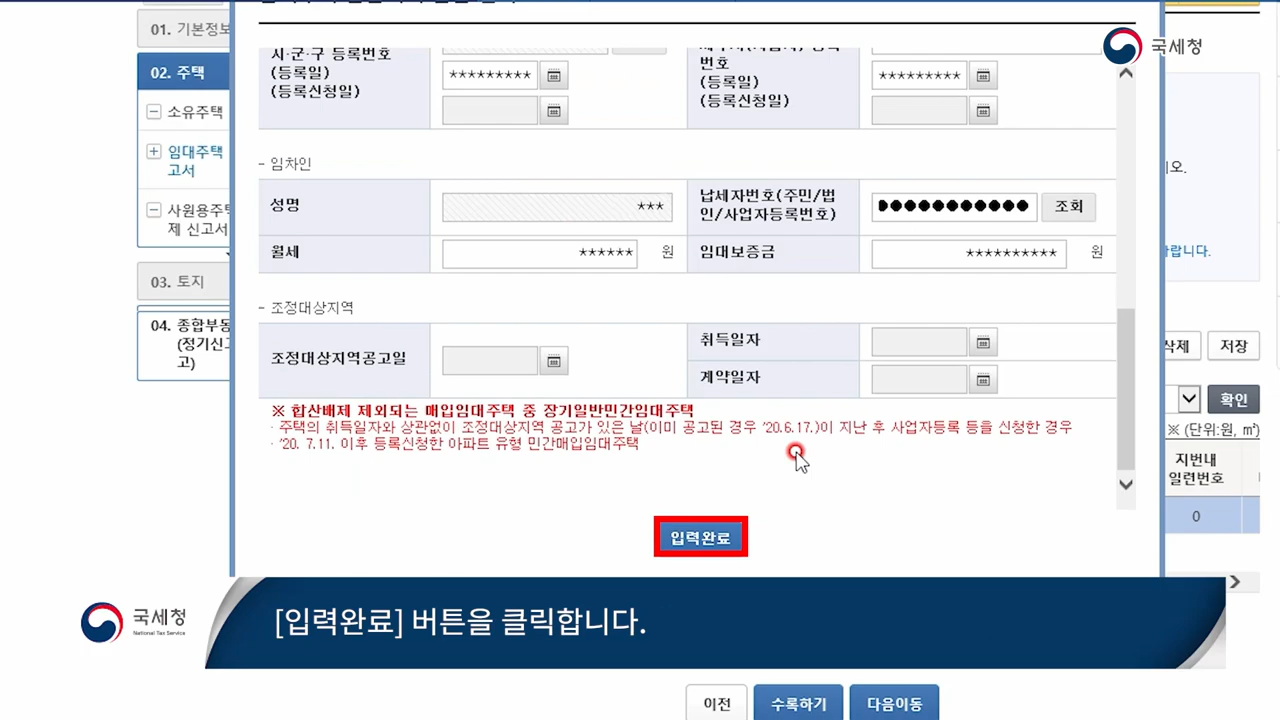 국세청
01. 기본정보
02. 주택
소유주택
임대주택
고서
사원용주택
제 신고서
03. 토지
04. 종합부동
(정기신고
고)
시·군·구 등록번호
(등록일)
(등록신청일)
*********
번호
(등록일)
(등록신청일)
*********
- 임차인
성명
***
납세자번호(주민/법
인/사업자등록번호)
●●●●●●●●●●●●
조회
월세
******
원
임대보증금
**********
원
- 조정대상지역
조정대상지역공고일
취득일자
계약일자
※ 합산배제 제외되는 매입임대주택 중 장기일반민간임대주택
· 주택의 취득일자와 상관없이 조정대상지역 공고가 있은 날(이미 공고된 경우 '20.6.17.)이 지난 후 사업자등록 등을 신청한 경우
· '20. 7.11. 이후 등록신청한 아파트 유형 민간매입임대주택
입력완료
삭제
저장
확인
※ (단위:원, ㎡)
지번내
일련번호
0
국세청
National Tax Service
[입력완료] 버튼을 클릭합니다.
이전
수록하기
다음이동